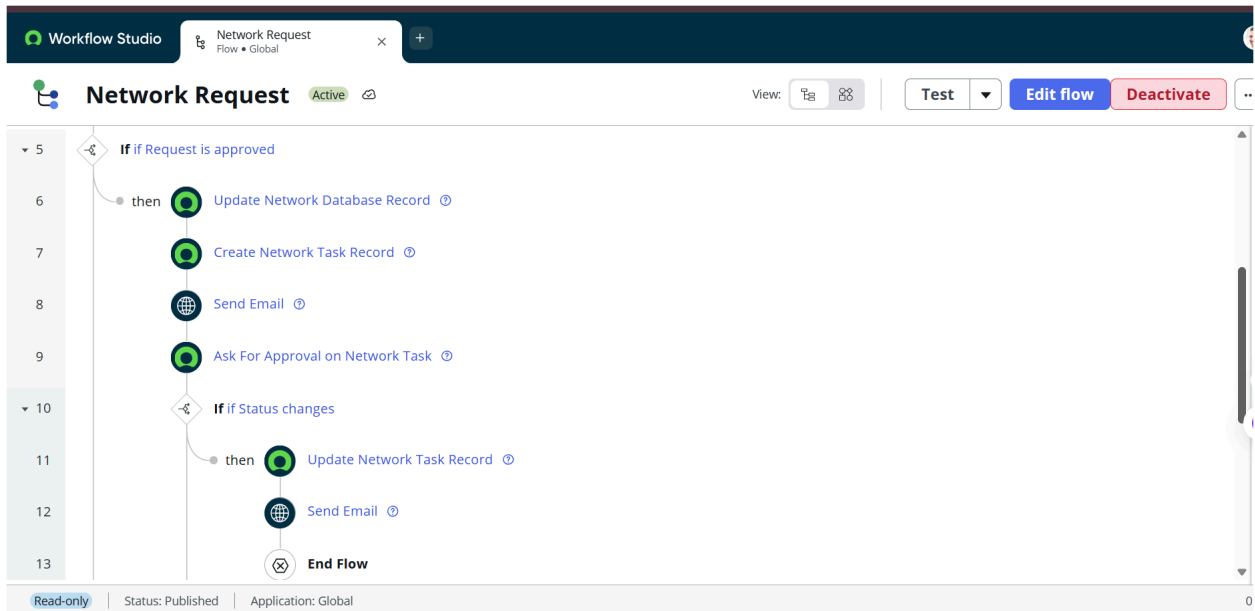 Workflow Studio
Network Request
Flow • Global
Network Request
Active
View:
Test
Edit flow
Deactivate
5
If if Request is approved
6
then
Update Network Database Record
7
Create Network Task Record
8
Send Email
9
Ask For Approval on Network Task
10
If if Status changes
11
then
Update Network Task Record
12
Send Email
13
End Flow
Read-only
Status: Published
Application: Global
0